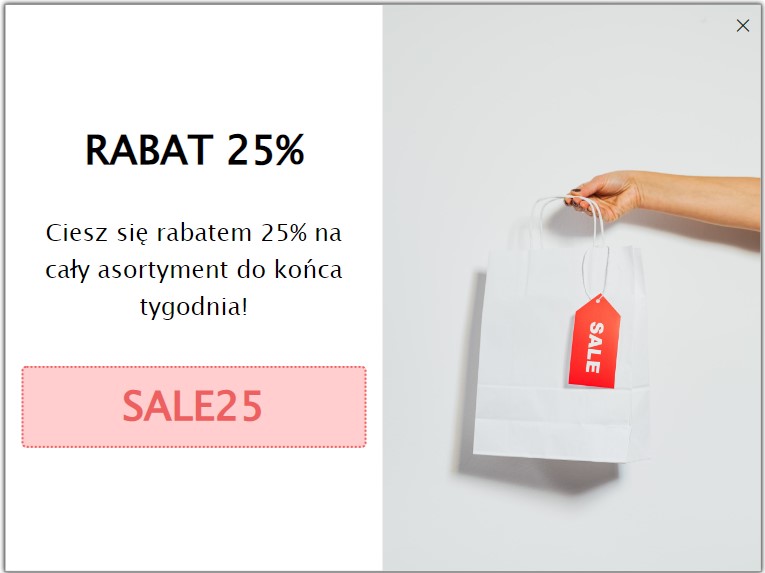 RABAT 25%
Ciesz się rabatem 25% na
cały asortyment do końca
tygodnia!
SALE25
SALE